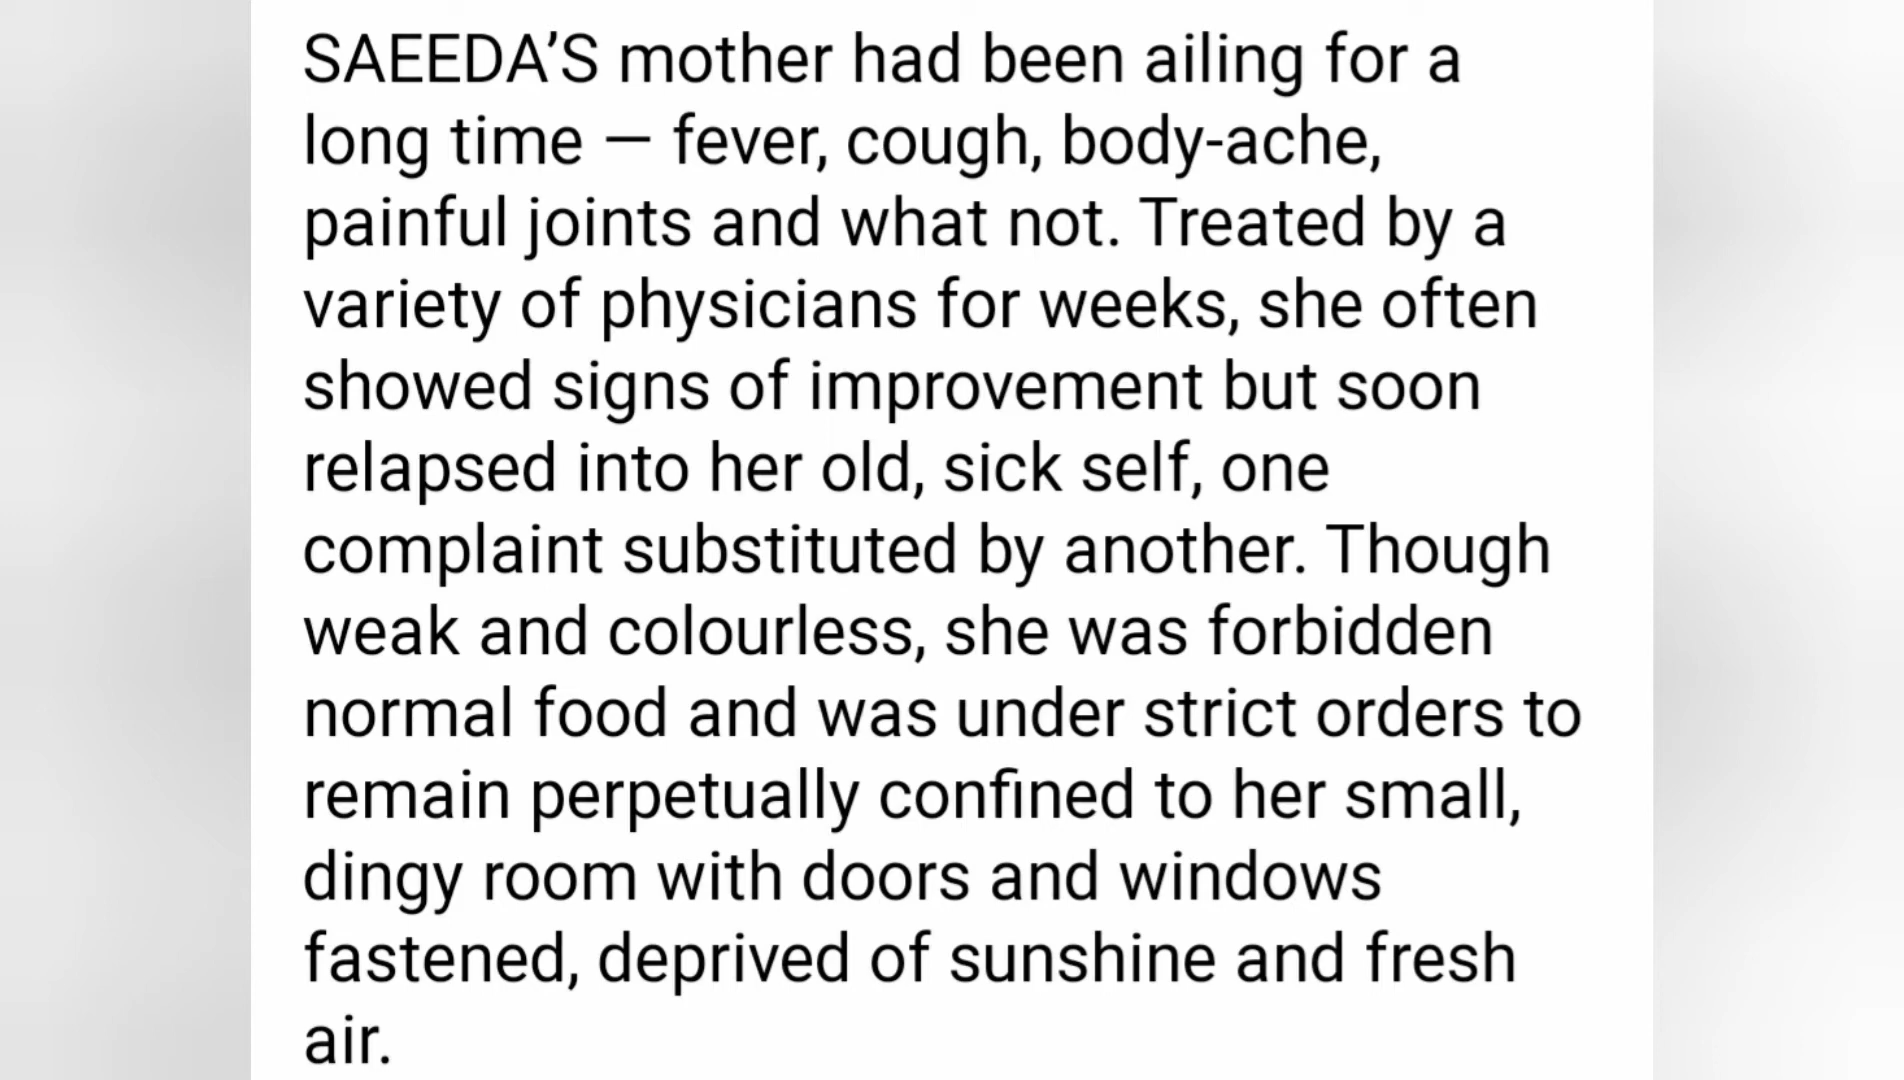 SAEEDA’S mother had been ailing for a
long time — fever, cough, body-ache,
painful joints and what not. Treated by a
variety of physicians for weeks, she often
showed signs of improvement but soon
relapsed into her old, sick self, one
complaint substituted by another. Though
weak and colourless, she was forbidden
normal food and was under strict orders to
remain perpetually confined to her small,
dingy room with doors and windows
fastened, deprived of sunshine and fresh
air.